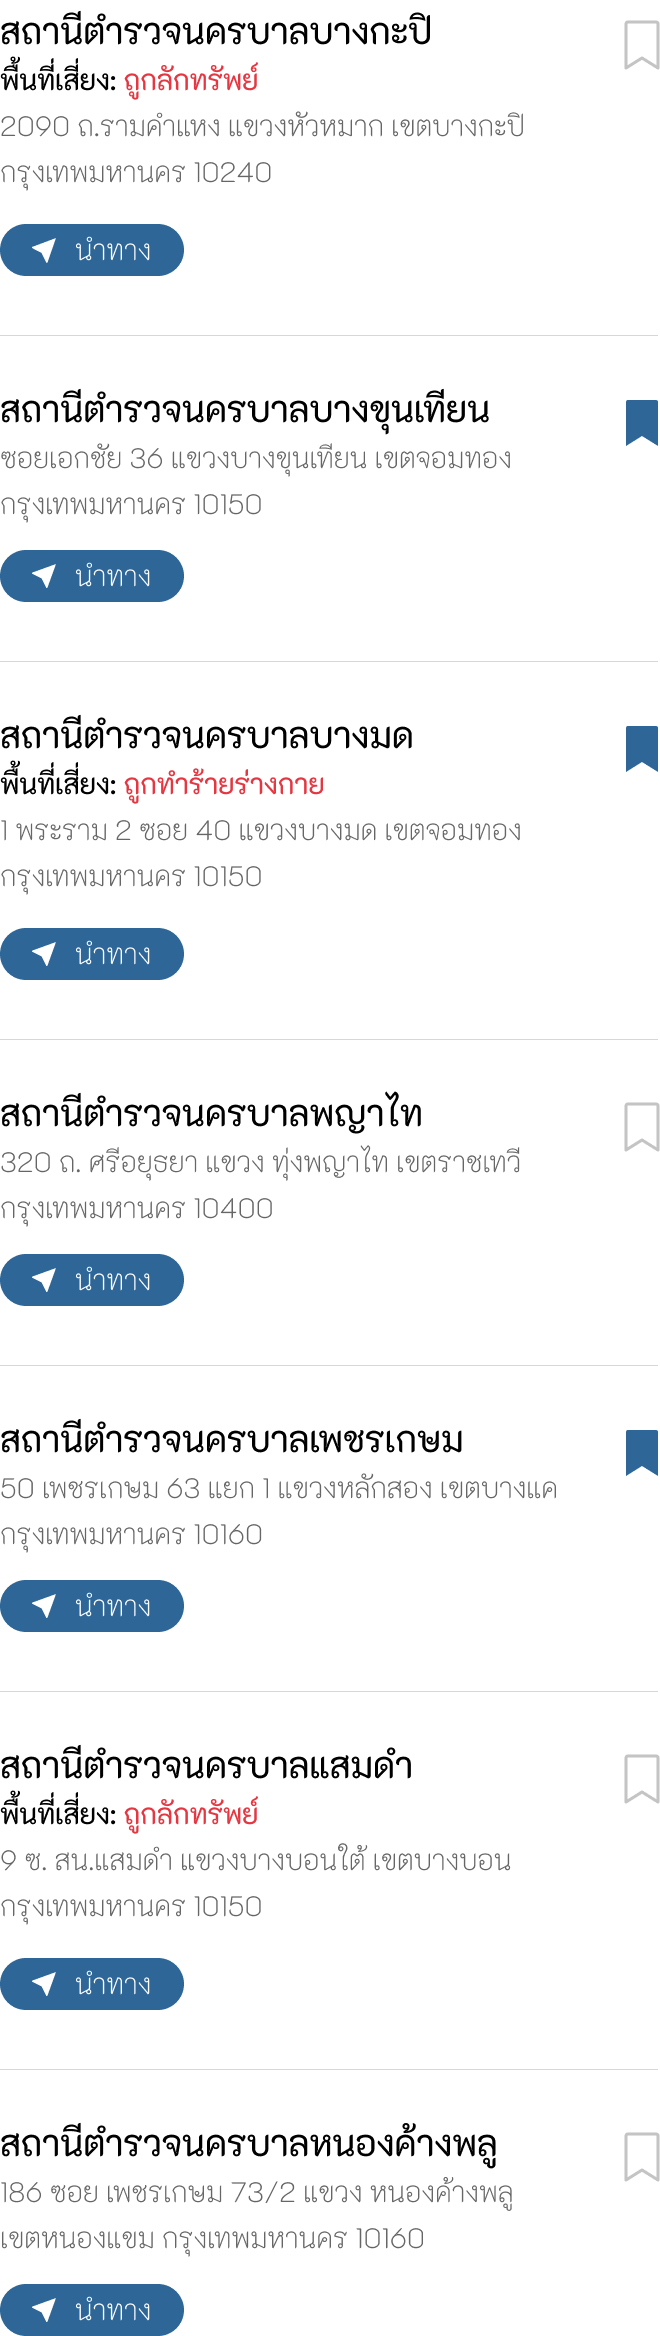 สถานีตำรวจนครบาลบางกะปิ
พื้นที่เสี่ยง: ถูกลักทรัพย์
2090 ถ.รามคำแหง แขวงหัวหมาก เขตบางกะปิ
กรุงเทพมหานคร 10240
นำทาง
สถานีตำรวจนครบาลบางขุนเทียน
ซอยเอกชัย 36 แขวงบางขุนเทียน เขตจอมทอง
กรุงเทพมหานคร 10150
นำทาง
สถานีตำรวจนครบาลบางมด
พื้นที่เสี่ยง: ถูกทำร้ายร่างกาย
1 พระราม 2 ซอย 40 แขวงบางมด เขตจอมทอง
กรุงเทพมหานคร 10150
นำทาง
สถานีตำรวจนครบาลพญาไท
320 ถ. ศรีอยุธยา แขวง ทุ่งพญาไท เขตราชเทวี
กรุงเทพมหานคร 10400
นำทาง
สถานีตำรวจนครบาลเพชรเกษม
50 เพชรเกษม 63 แยก 1 แขวงหลักสอง เขตบางแค
กรุงเทพมหานคร 10160
นำทาง
สถานีตำรวจนครบาลแสมดำ
พื้นที่เสี่ยง: ถูกลักทรัพย์
9 ซ. สน.แสมดำ แขวงบางบอนใต้ เขตบางบอน
กรุงเทพมหานคร 10150
นำทาง
สถานีตำรวจนครบาลหนองค้างพลู
186 ซอย เพชรเกษม 73/2 แขวง หนองค้างพลู
เขตหนองแขม กรุงเทพมหานคร 10160
นำทาง